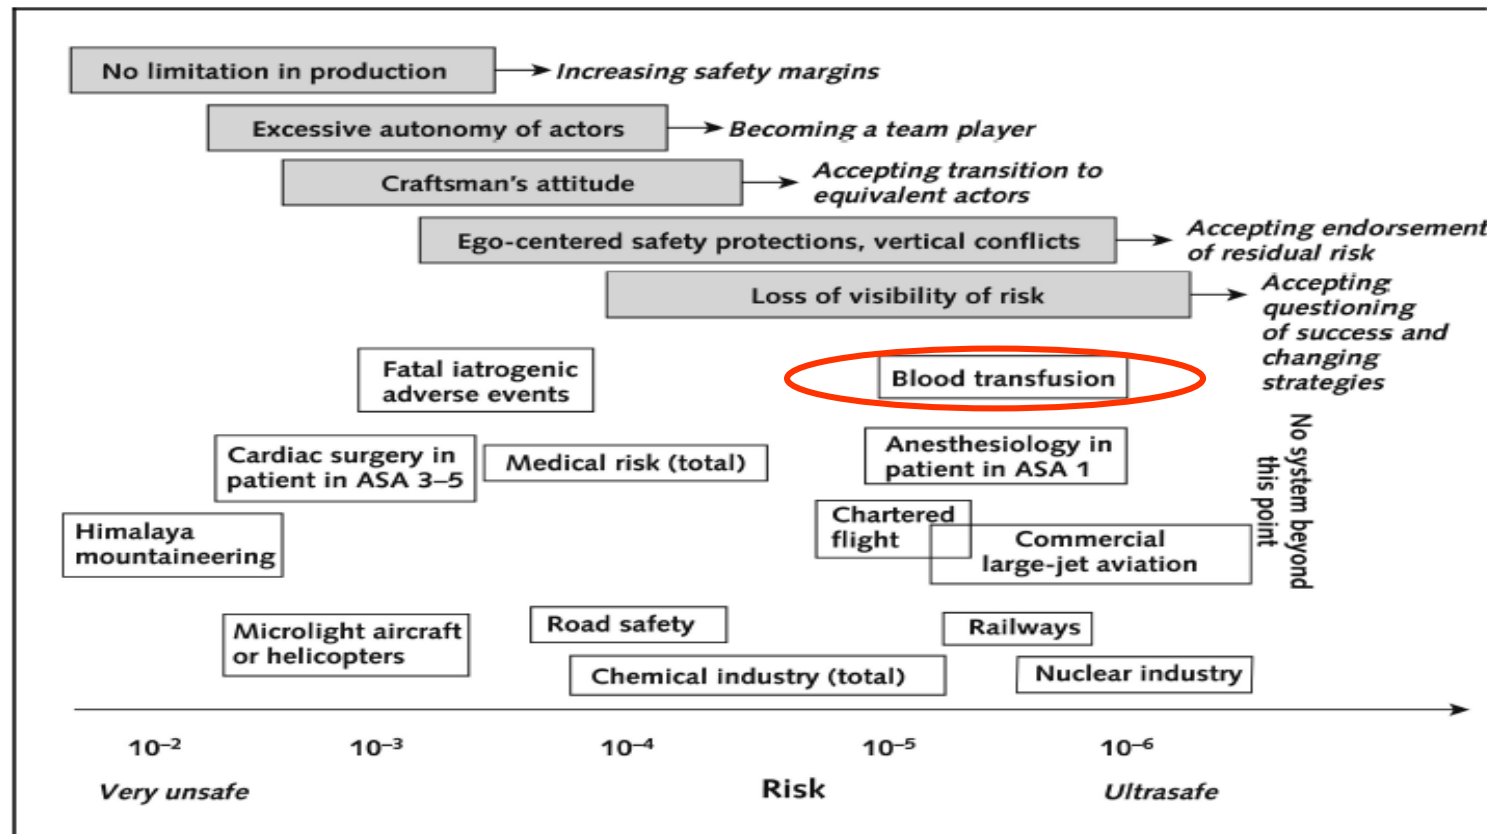 No limitation in production
Increasing safety margins
Excessive autonomy of actors
Becoming a team player
Craftsman's attitude
Accepting transition to
equivalent actors
Ego-centered safety protections, vertical conflicts
Accepting endorsement
of residual risk
Loss of visibility of risk
Accepting
questioning
of success and
changing
strategies
Fatal iatrogenic
adverse events
Blood transfusion
Cardiac surgery in
patient in ASA 3–5
Medical risk (total)
Anesthesiology in
patient in ASA 1
No system beyond
this point
Himalaya
mountaineering
Chartered
flight
Commercial
large-jet aviation
Microlight aircraft
or helicopters
Road safety
Railways
Chemical industry (total)
Nuclear industry
10⁻² 10⁻³ 10⁻⁴ 10⁻⁵ 10⁻⁶
Very unsafe Risk Ultrasafe